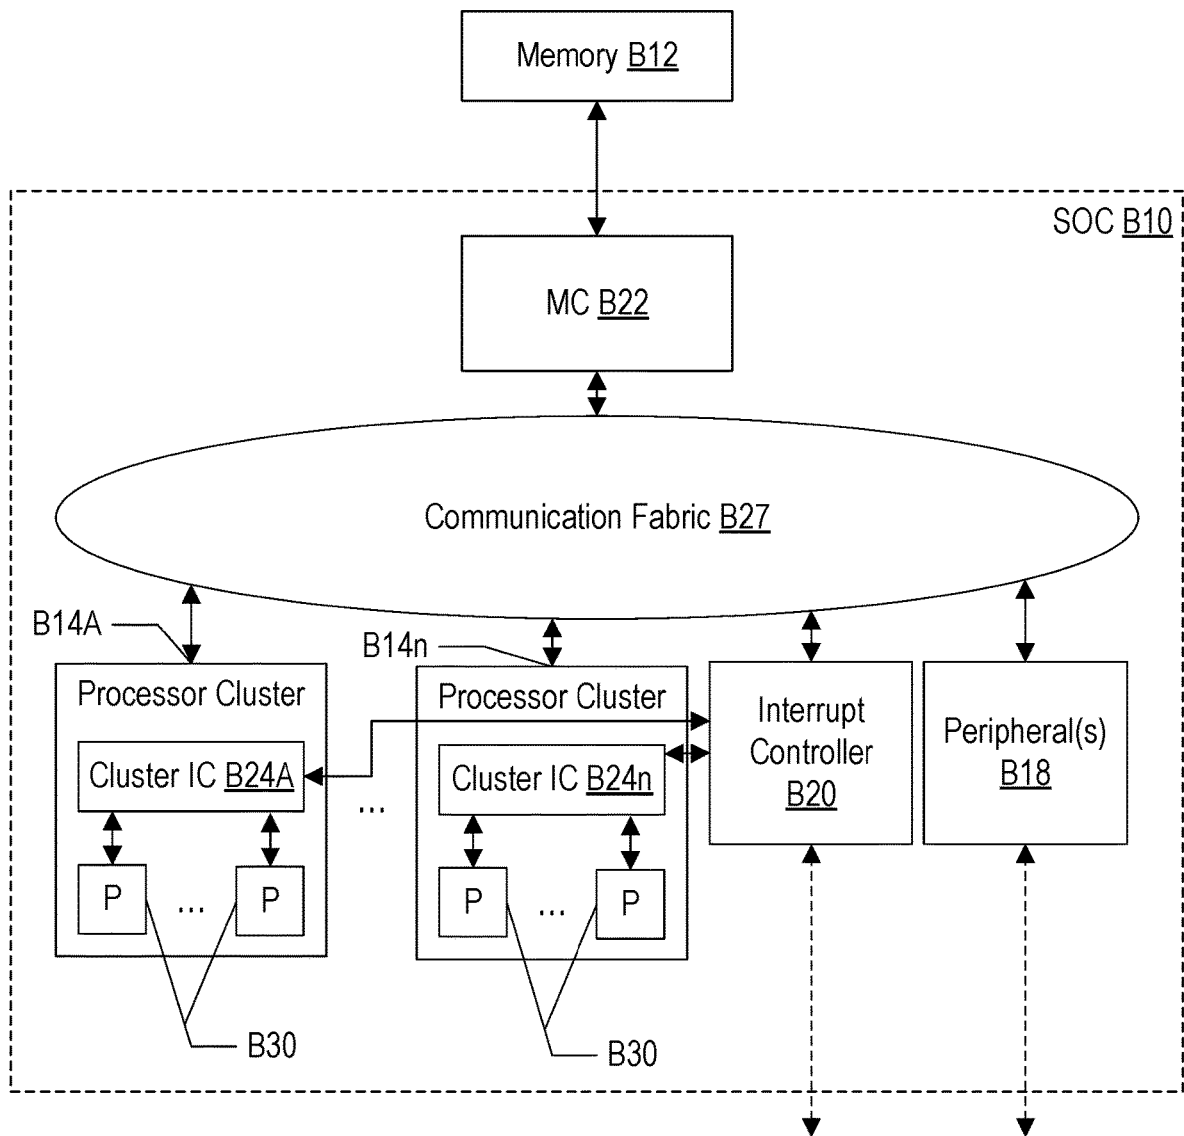 Memory B12
SOC B10
MC B22
Communication Fabric B27
B14A
B14n
Processor Cluster
Cluster IC B24A
P
...
P
B30
...
Processor Cluster
Cluster IC B24n
P
...
P
B30
Interrupt
Controller
B20
Peripheral(s)
B18